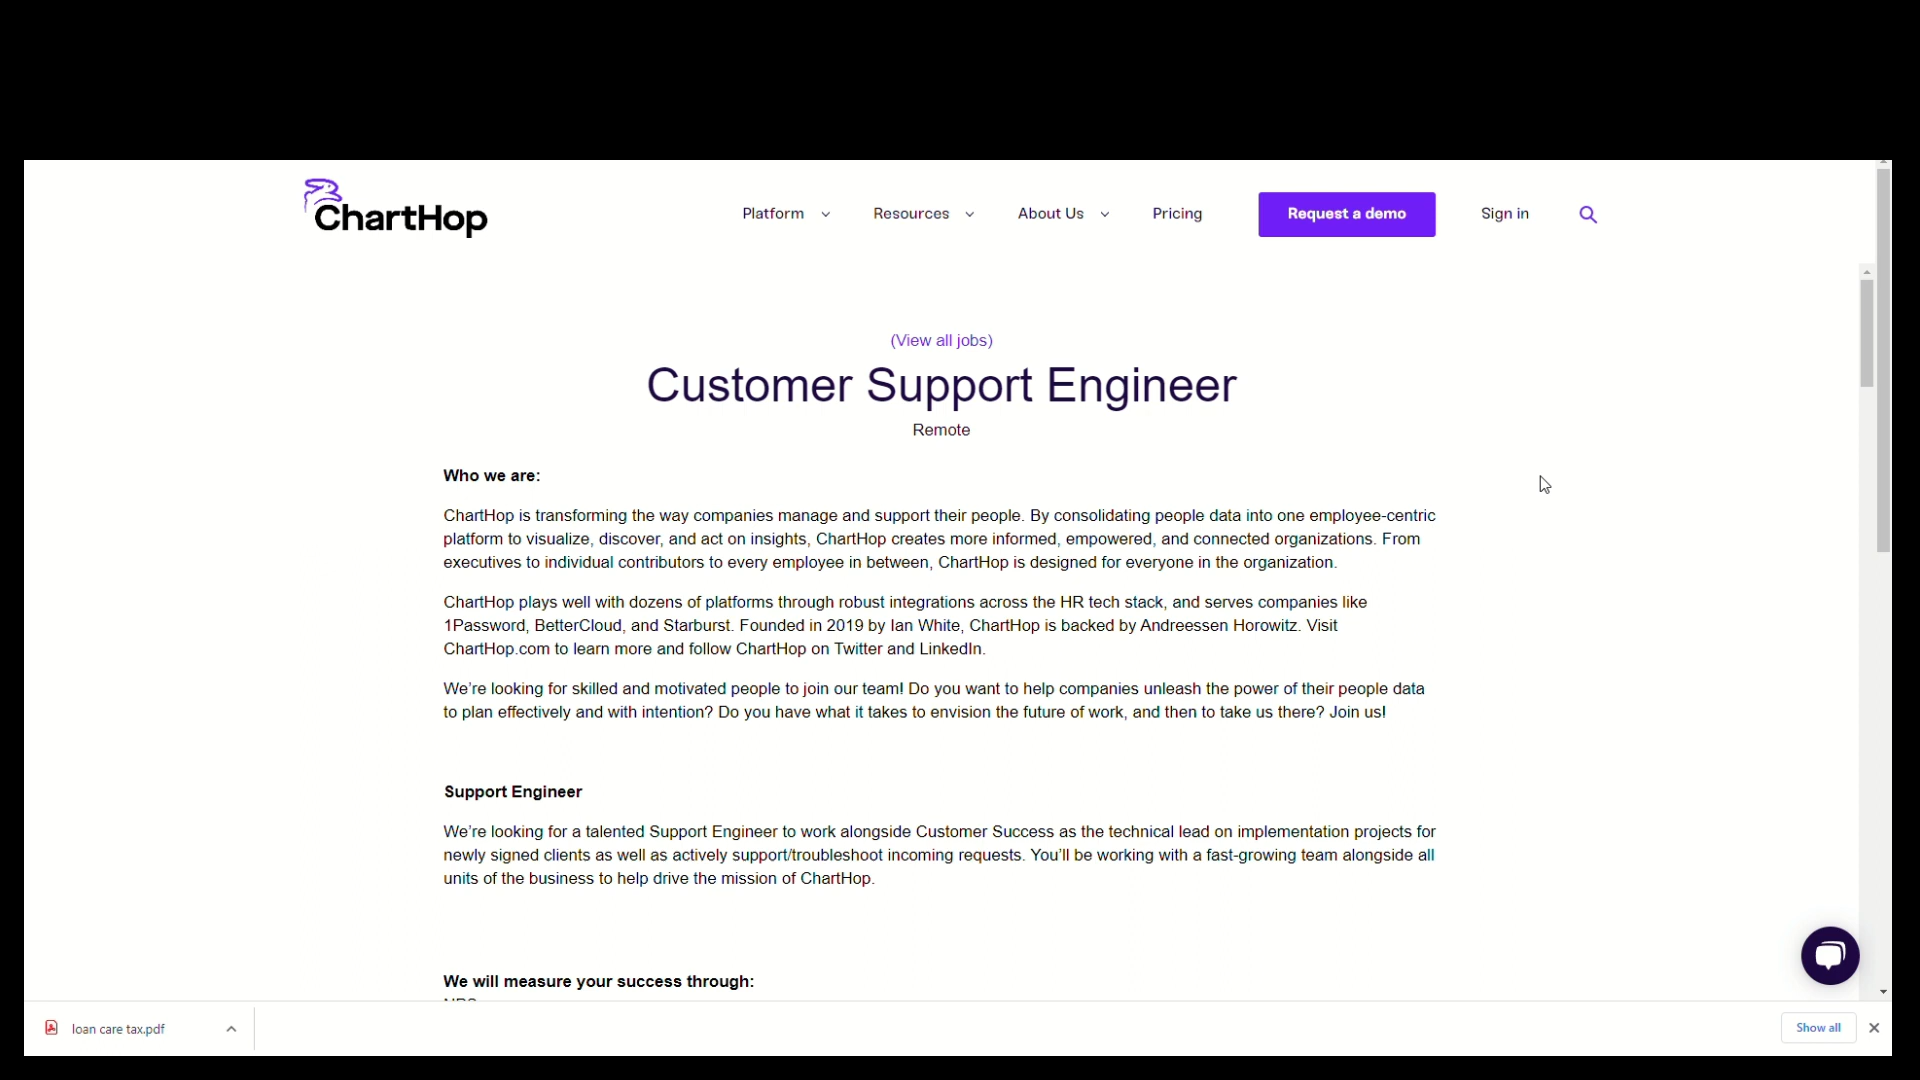 ChartHop
Platform
Resources
About Us
Pricing
Request a demo
Sign in
(View all jobs)
Customer Support Engineer
Remote
Who we are:
ChartHop is transforming the way companies manage and support their people. By consolidating people data into one employee-centric
platform to visualize, discover, and act on insights, ChartHop creates more informed, empowered, and connected organizations. From
executives to individual contributors to every employee in between, ChartHop is designed for everyone in the organization.
ChartHop plays well with dozens of platforms through robust integrations across the HR tech stack, and serves companies like
1Password, BetterCloud, and Starburst. Founded in 2019 by Ian White, ChartHop is backed by Andreessen Horowitz. Visit
ChartHop.com to learn more and follow ChartHop on Twitter and LinkedIn.
We're looking for skilled and motivated people to join our team! Do you want to help companies unleash the power of their people data
to plan effectively and with intention? Do you have what it takes to envision the future of work, and then to take us there? Join us!
Support Engineer
We're looking for a talented Support Engineer to work alongside Customer Success as the technical lead on implementation projects for
newly signed clients as well as actively support/troubleshoot incoming requests. You'll be working with a fast-growing team alongside all
units of the business to help drive the mission of ChartHop.
We will measure your success through:
loan care tax.pdf
Show all